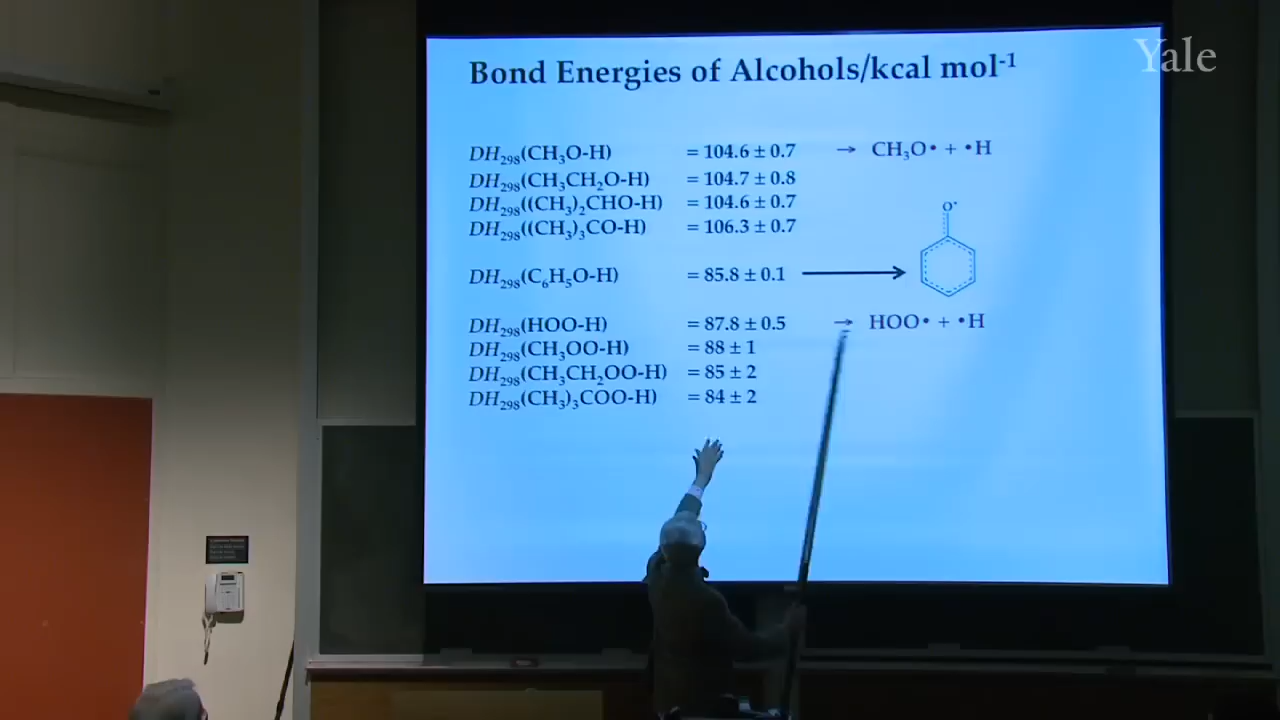 Yale
Bond Energies of Alcohols/kcal mol⁻¹
DH₂₉₈(CH₃O-H) = 104.6 ± 0.7 → CH₃O• + •H
DH₂₉₈(CH₃CH₂O-H) = 104.7 ± 0.8
DH₂₉₈((CH₃)₂CHO-H) = 104.6 ± 0.7
DH₂₉₈((CH₃)₃CO-H) = 106.3 ± 0.7
O•
DH₂₉₈(C₆H₅O-H) = 85.8 ± 0.1
DH₂₉₈(HOO-H) = 87.8 ± 0.5 → HOO• + •H
DH₂₉₈(CH₃OO-H) = 88 ± 1
DH₂₉₈(CH₃CH₂OO-H) = 85 ± 2
DH₂₉₈(CH₃)₃COO-H) = 84 ± 2